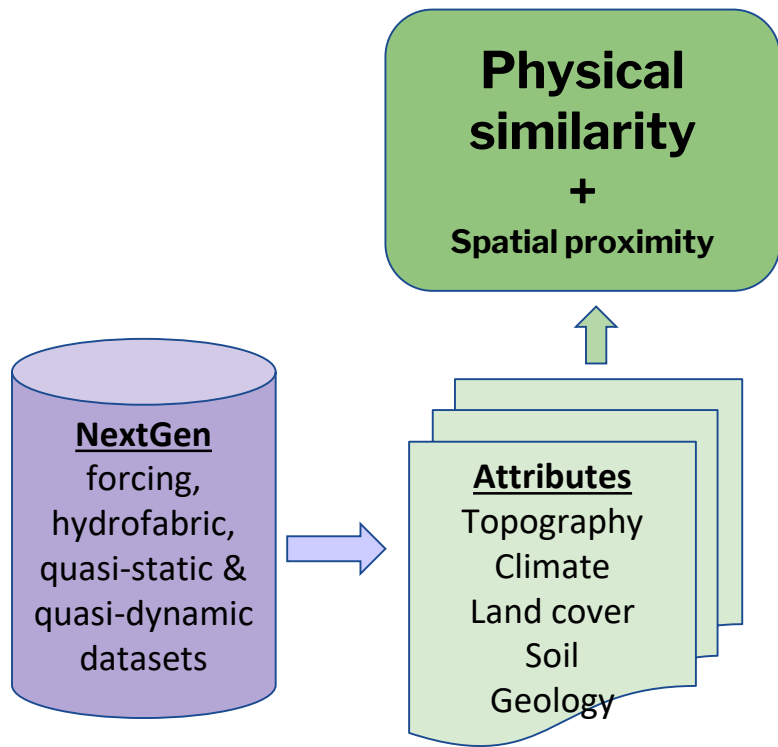 Physical
similarity
+
Spatial proximity
NextGen
forcing,
hydrofabric,
quasi-static &
quasi-dynamic
datasets
Attributes
Topography
Climate
Land cover
Soil
Geology